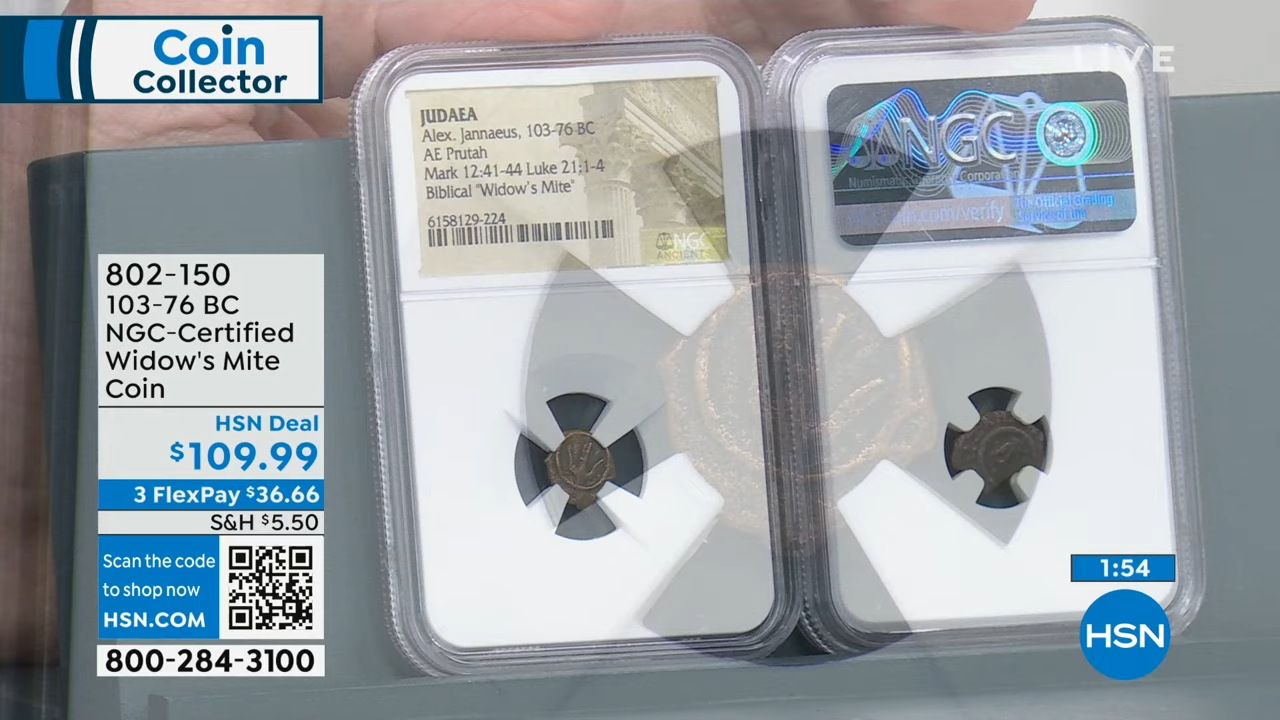 Coin
Collector
LIVE
JUDAEA
Alex. Jannaeus, 103-76 BC
AE Prutah
Mark 12:41-44 Luke 21:1-4
Biblical "Widow's Mite"
6158129-224
NGC
ANCIENTS
NGC
Numismatic Corporation
802-150
103-76 BC
NGC-Certified
Widow's Mite
Coin
HSN Deal
$109.99
3 FlexPay $36.66
S&H $5.50
Scan the code
to shop now
HSN.COM
800-284-3100
1:54
HSN